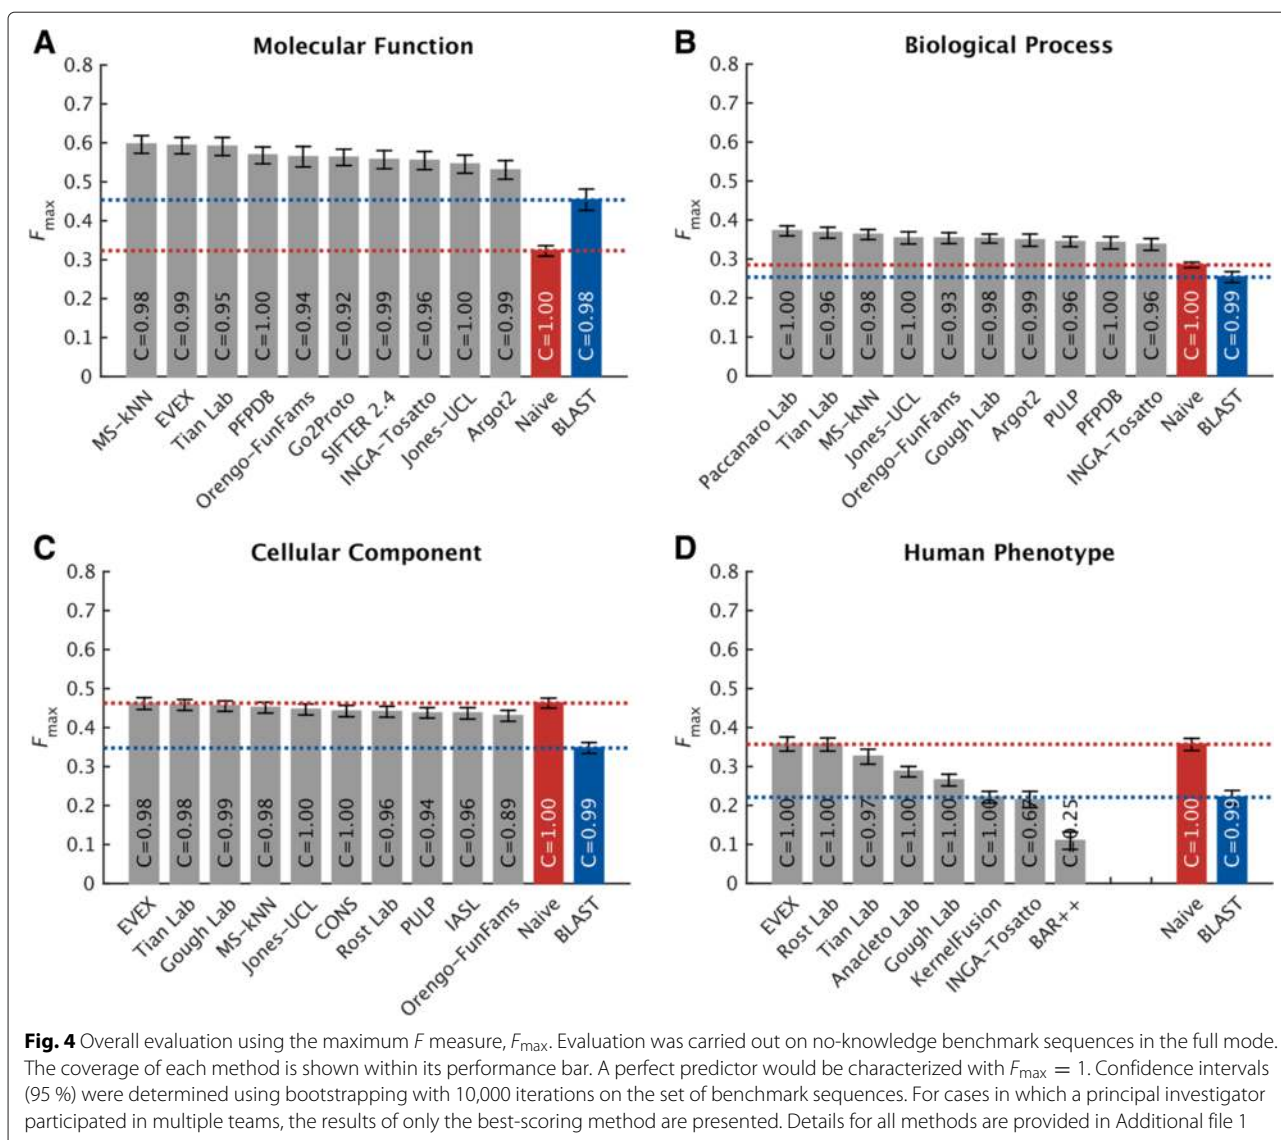 A
Molecular Function
0.8
0.7
0.6
0.5
0.4
0.3
0.2
0.1
0
Fmax
C=0.98
C=0.99
C=0.95
C=1.00
C=0.94
C=0.92
C=0.99
C=0.96
C=1.00
C=0.99
C=1.00
C=0.98
MS-kNN
EVEX
Tian Lab
PFPDB
Orengo-FunFams
Go2Proto
SIFTER 2.4
INGA-Tosatto
Jones-UCL
Argot2
Naive
BLAST
B
Biological Process
0.8
0.7
0.6
0.5
0.4
0.3
0.2
0.1
0
Fmax
C=1.00
C=0.96
C=0.98
C=1.00
C=0.93
C=0.98
C=0.99
C=0.96
C=1.00
C=0.96
C=1.00
C=0.99
Paccanaro Lab
Tian Lab
MS-kNN
Jones-UCL
Orengo-FunFams
Gough Lab
Argot2
PULP
PFPDB
INGA-Tosatto
Naive
BLAST
C
Cellular Component
0.8
0.7
0.6
0.5
0.4
0.3
0.2
0.1
0
Fmax
C=0.98
C=0.98
C=0.99
C=0.98
C=1.00
C=1.00
C=0.96
C=0.94
C=0.96
C=0.89
C=1.00
C=0.99
EVEX
Tian Lab
Gough Lab
MS-kNN
Jones-UCL
CONS
Rost Lab
PULP
IASL
Orengo-FunFams
Naive
BLAST
D
Human Phenotype
0.8
0.7
0.6
0.5
0.4
0.3
0.2
0.1
0
Fmax
C=1.00
C=1.00
C=0.97
C=1.00
C=1.00
C=1.00
C=0.25
C=1.00
C=0.99
EVEX
Rost Lab
Tian Lab
Anacleto Lab
Gough Lab
KernelFusion
INGA-Tosatto
BAR++
Naive
BLAST
Fig. 4 Overall evaluation using the maximum F measure, Fmax. Evaluation was carried out on no-knowledge benchmark sequences in the full mode.
The coverage of each method is shown within its performance bar. A perfect predictor would be characterized with Fmax = 1. Confidence intervals
(95 %) were determined using bootstrapping with 10,000 iterations on the set of benchmark sequences. For cases in which a principal investigator
participated in multiple teams, the results of only the best-scoring method are presented. Details for all methods are provided in Additional file 1